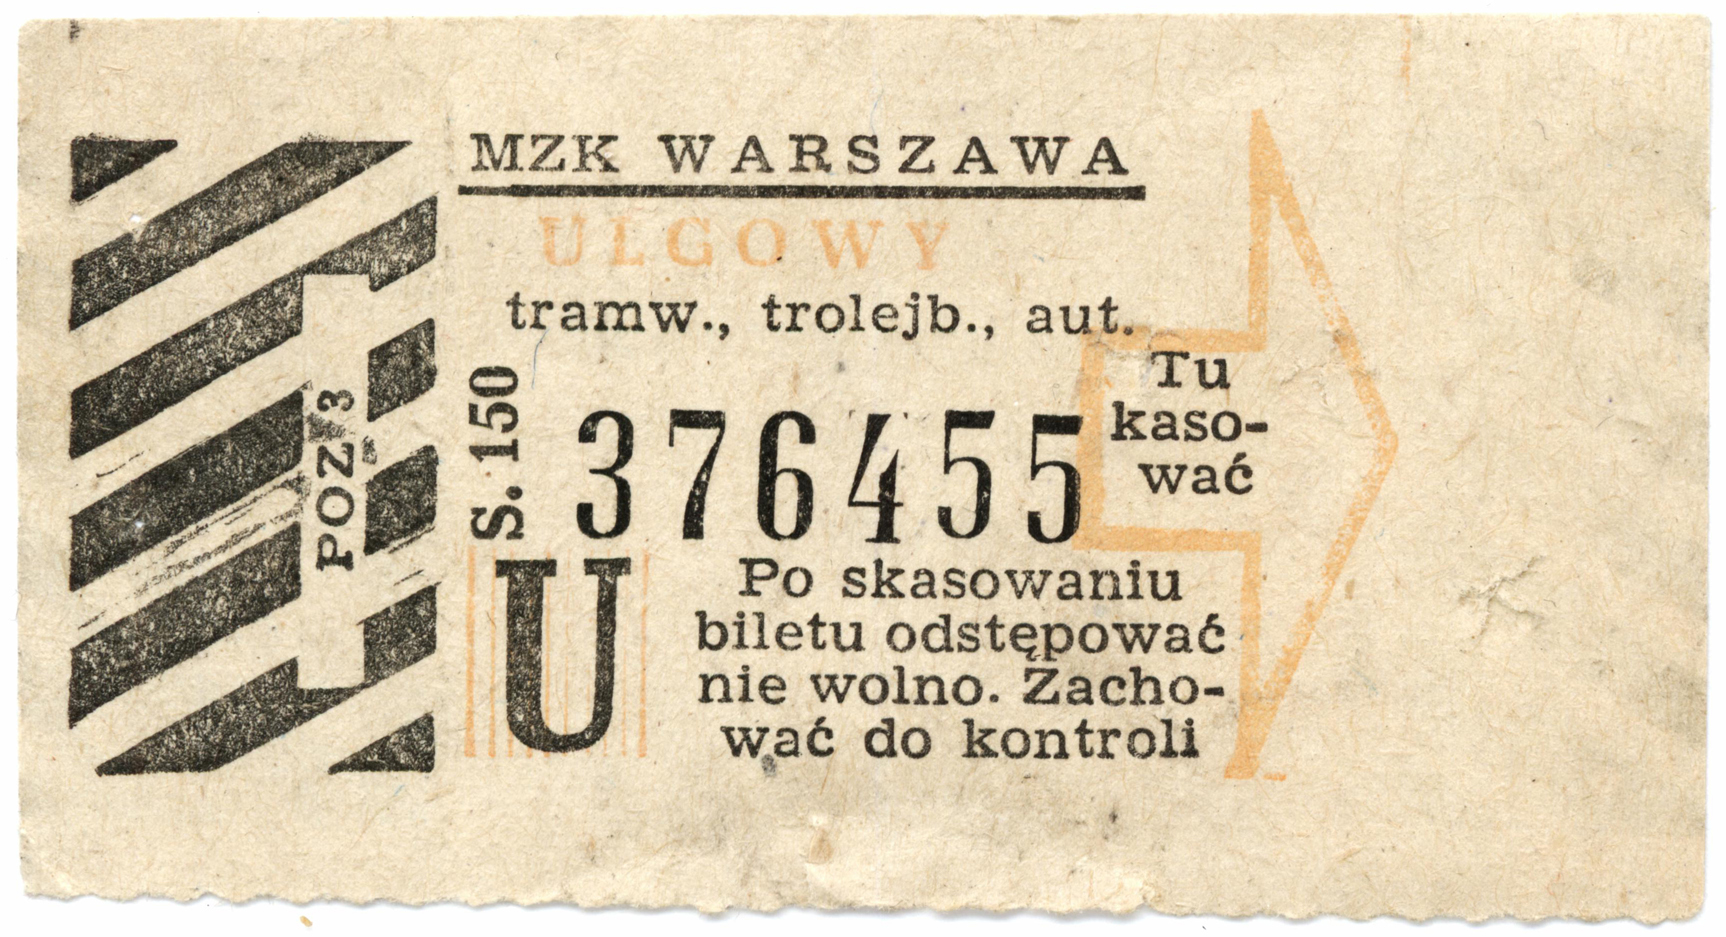 MZK WARSZAWA
ULGOWY
tramw., trolejb., aut.
Tu
kaso-
wać
POZ 3
S. 150
376455
U
Po skasowaniu
biletu odstępować
nie wolno. Zacho-
wać do kontroli